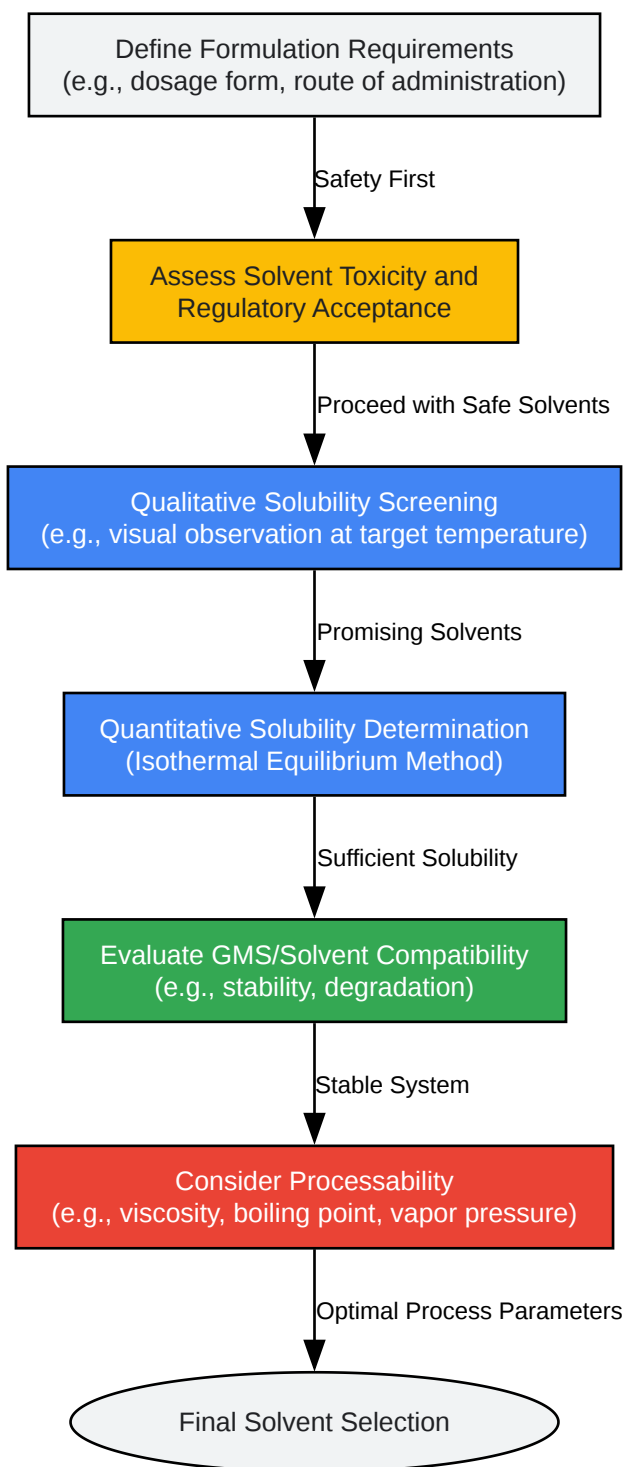 Define Formulation Requirements
(e.g., dosage form, route of administration)
Safety First
Assess Solvent Toxicity and
Regulatory Acceptance
Proceed with Safe Solvents
Qualitative Solubility Screening
(e.g., visual observation at target temperature)
Promising Solvents
Quantitative Solubility Determination
(Isothermal Equilibrium Method)
Sufficient Solubility
Evaluate GMS/Solvent Compatibility
(e.g., stability, degradation)
Stable System
Consider Processability
(e.g., viscosity, boiling point, vapor pressure)
Optimal Process Parameters
Final Solvent Selection